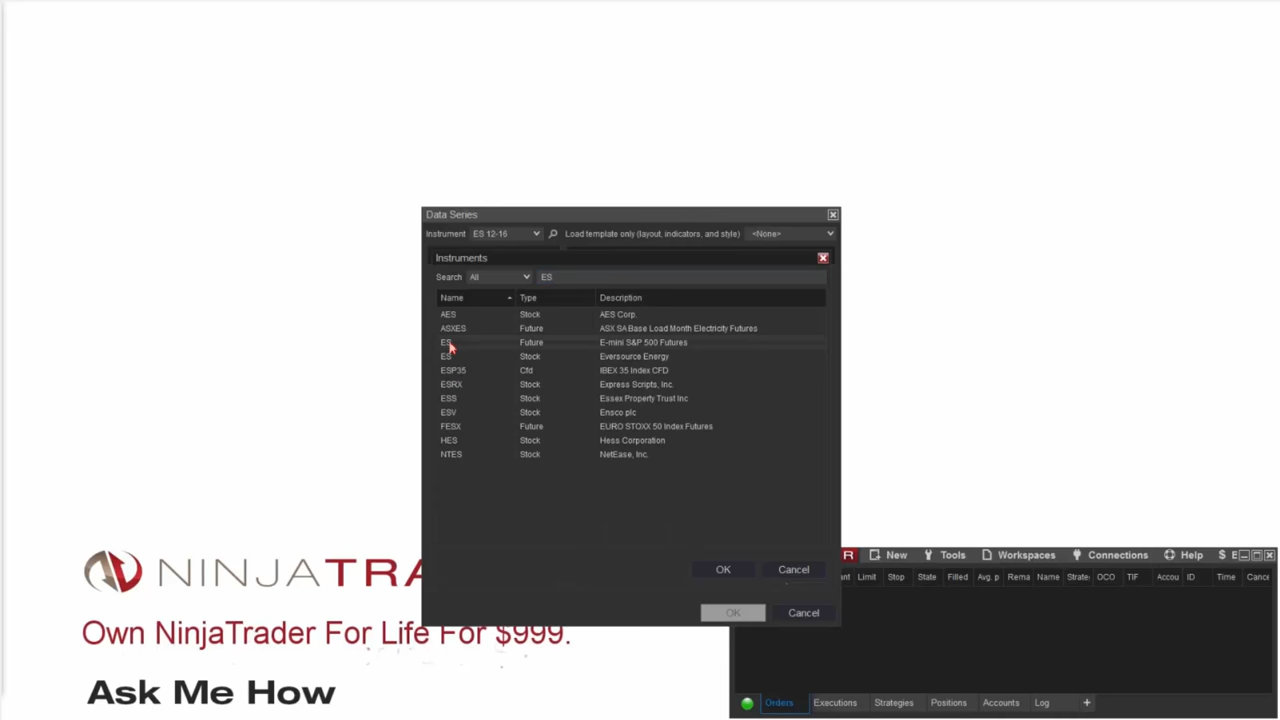 Data Series
Instrument ES 12-16 Load template only (layout, indicators, and style) <None>
Instruments
Search All ES
Name Type Description
AES Stock AES Corp.
ASXES Future ASX SA Base Load Month Electricity Futures
ES Future E-mini S&P 500 Futures
ES Stock Eversource Energy
ESP35 Cfd IBEX 35 Index CFD
ESRX Stock Express Scripts, Inc.
ESS Stock Essex Property Trust Inc
ESV Stock Ensco plc
FESX Future EURO STOXX 50 Index Futures
HES Stock Hess Corporation
NTES Stock NetEase, Inc.
OK Cancel
OK Cancel
NINJATRA
Own NinjaTrader For Life For $999.
Ask Me How
R New Tools Workspaces Connections Help $ E
Limit Stop State Filled Avg. p Rema Name Strate OCO TIF Accou ID Time Cance
Orders Executions Strategies Positions Accounts Log +